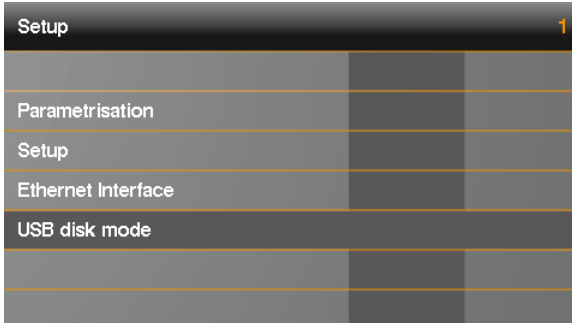 Setup 1
Parametrisation
Setup
Ethernet Interface
USB disk mode